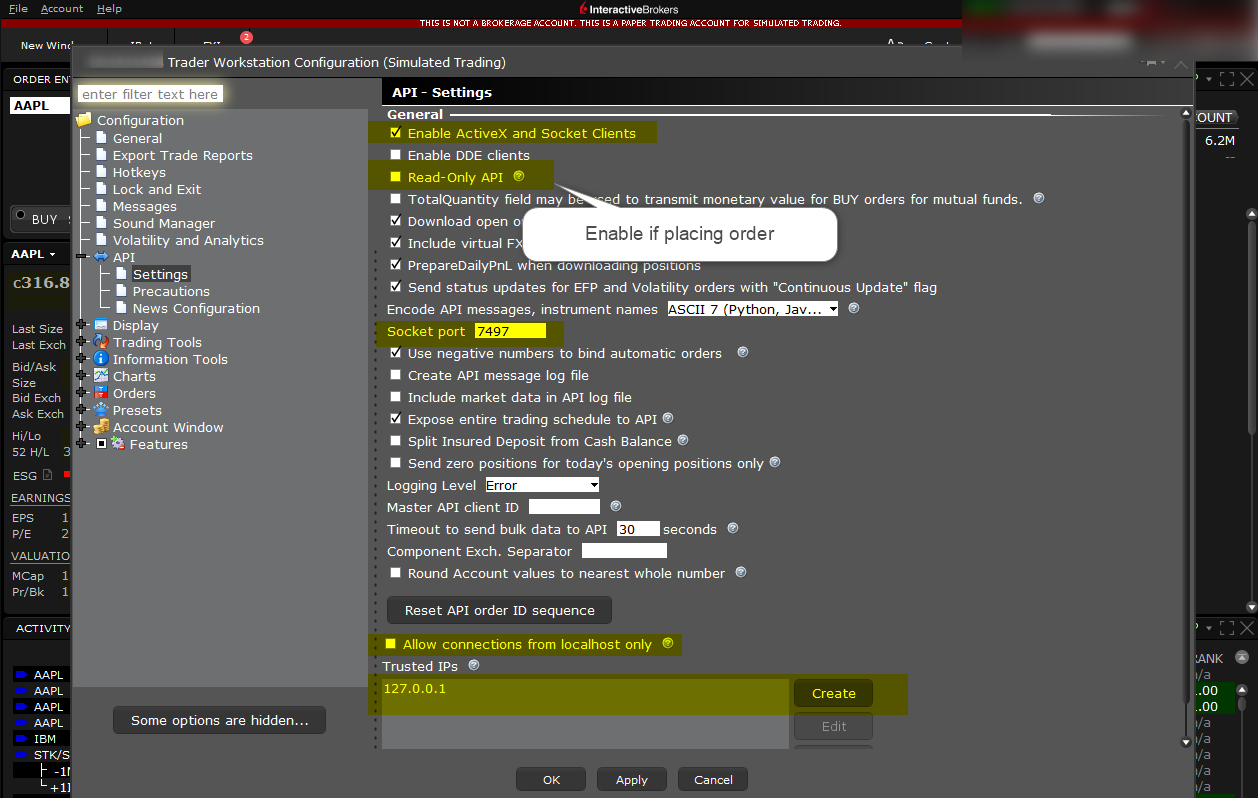 File Account Help
InteractiveBrokers
THIS IS NOT A BROKERAGE ACCOUNT. THIS IS A PAPER TRADING ACCOUNT FOR SIMULATED TRADING.
2
New Wind
Trader Workstation Configuration (Simulated Trading)
ORDER EN
AAPL
BUY
AAPL
c316.8
Last Size
Last Exch
Bid/Ask
Size
Bid Exch
Ask Exch
Hi/Lo
52 H/L 3
ESG
EARNINGS
EPS 1
P/E 2
VALUATIO
MCap 1
Pr/Bk 1
ACTIVITY
AAPL
AAPL
AAPL
AAPL
IBM
STK/S
-1
+1
enter filter text here
Configuration
General
Export Trade Reports
Hotkeys
Lock and Exit
Messages
Sound Manager
Volatility and Analytics
API
Settings
Precautions
News Configuration
Display
Trading Tools
Information Tools
Charts
Orders
Presets
Account Window
Features
Some options are hidden...
API - Settings
General
Enable ActiveX and Socket Clients
Enable DDE clients
Read-Only API
TotalQuantity field may be used to transmit monetary value for BUY orders for mutual funds.
Download open o
Enable if placing order
Include virtual FX
PrepareDailyPnL when downloading positions
Send status updates for EFP and Volatility orders with "Continuous Update" flag
Encode API messages, instrument names ASCII 7 (Python, Jav...
Socket port 7497
Use negative numbers to bind automatic orders
Create API message log file
Include market data in API log file
Expose entire trading schedule to API
Split Insured Deposit from Cash Balance
Send zero positions for today's opening positions only
Logging Level Error
Master API client ID
Timeout to send bulk data to API 30 seconds
Component Exch. Separator
Round Account values to nearest whole number
Reset API order ID sequence
Allow connections from localhost only
Trusted IPs
127.0.0.1
Create
Edit
OK Apply Cancel
OUNT
6.2M
--
RANK
n/a
1.00
1.00
n/a
n/a
n/a
n/a
n/a